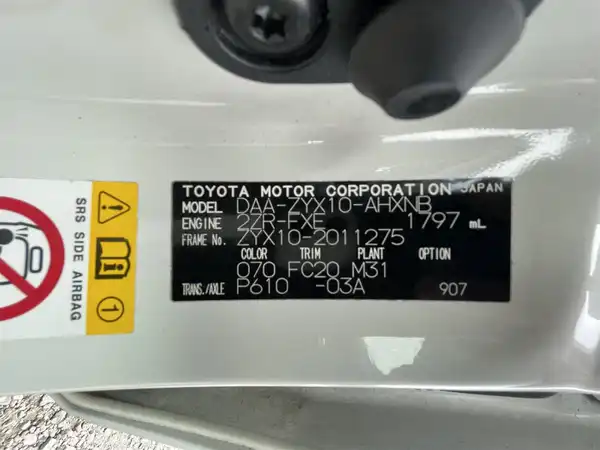 TOYOTA MOTOR CORPORATION JAPAN
MODEL DAA-ZYX10-AHXNB
ENGINE 2ZR-FXE 1797 mL
FRAME No. ZYX10-2011275
COLOR TRIM PLANT OPTION
070 FC20 M31
TRANS./AXLE P610 -03A 907
SRS SIDE AIRBAG
1